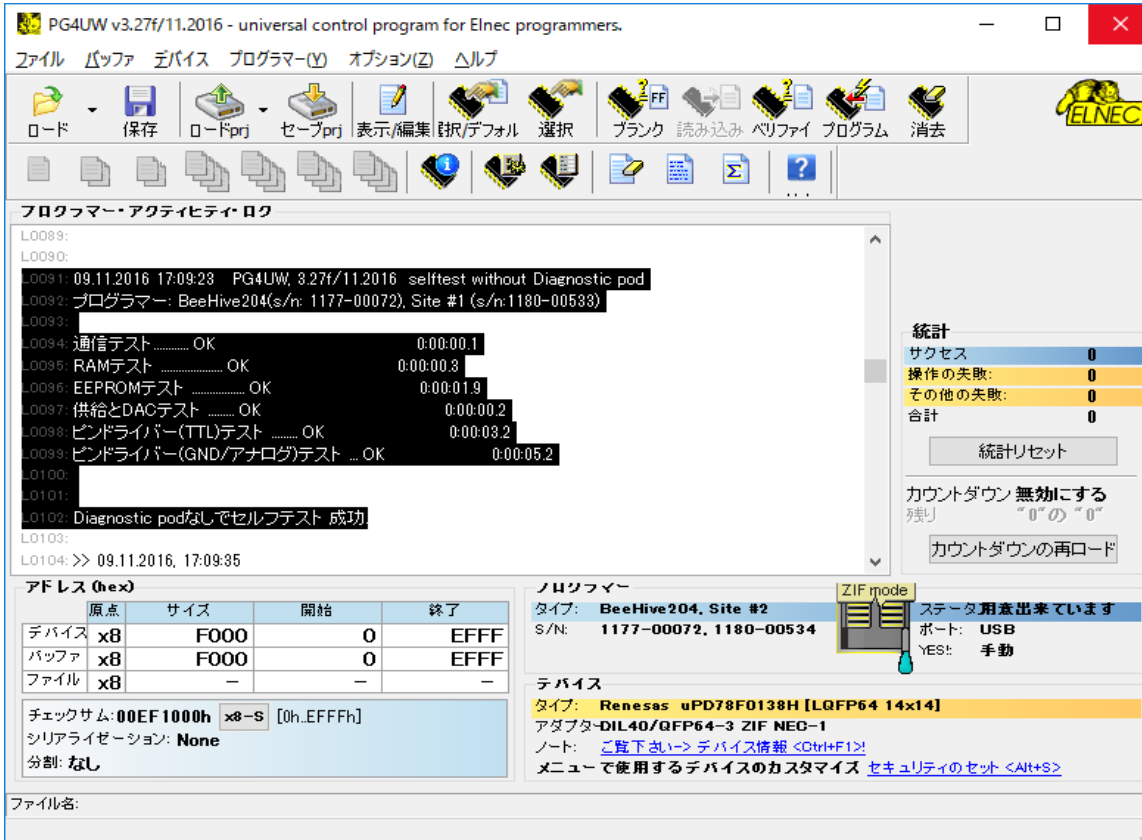 PG4UW v3.27f/11.2016 - universal control program for Elnec programmers.
ファイル バッファ デバイス プログラマー(Y) オプション(Z) ヘルプ
ロード 保存 ロードprj セーブprj 表示/編集 択/デフォル 選択 ブランク 読み込み ベリファイ プログラム 消去
ELNEC
プログラマー・アクティビティ・ログ
L0089:
L0090:
L0091: 09.11.2016 17:09:23 PG4UW, 3.27f/11.2016 selftest without Diagnostic pod
L0092: プログラマー: BeeHive204(s/n: 1177-00072), Site #1 (s/n:1180-00533)
L0093:
L0094: 通信テスト........... OK 0:00:00.1
L0095: RAMテスト ................... OK 0:00:00.3
L0096: EEPROMテスト ................ OK 0:00:01.9
L0097: 供給とDACテスト ........ OK 0:00:00.2
L0098: ピンドライバー(TTL)テスト ........ OK 0:00:03.2
L0099: ピンドライバー(GND/アナログ)テスト ... OK 0:00:05.2
L0100:
L0101:
L0102: Diagnostic podなしでセルフテスト 成功.
L0103:
L0104: >> 09.11.2016, 17:09:35
統計
サクセス 0
操作の失敗: 0
その他の失敗: 0
合計 0
統計リセット
カウントダウン 無効にする
残り "0"の "0"
カウントダウンの再ロード
アドレス (hex)
原点 サイズ 開始 終了
デバイス x8 F000 0 EFFF
バッファ x8 F000 0 EFFF
ファイル x8 – – –
チェックサム:00EF1000h x8-S [0h..EFFFh]
シリアライゼーション: None
分割: なし
プログラマー
タイプ: BeeHive204, Site #2
S/N: 1177-00072, 1180-00534
ZIF mode
ステータ 用意出来ています
ポート: USB
YES!: 手動
デバイス
タイプ: Renesas uPD78F0138H [LQFP64 14x14]
アダプタ DIL40/QFP64-3 ZIF NEC-1
ノート: ご覧下さい-> デバイス情報 <Ctrl+F1>!
メニューで使用するデバイスのカスタマイズ セキュリティのセット <Alt+S>
ファイル名: